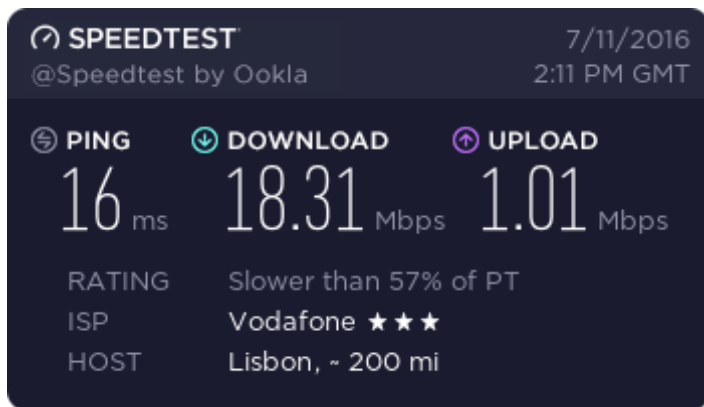 SPEEDTEST 7/11/2016
@Speedtest by Ookla 2:11 PM GMT
PING DOWNLOAD UPLOAD
16 ms 18.31 Mbps 1.01 Mbps
RATING Slower than 57% of PT
ISP Vodafone ★★★
HOST Lisbon, ~ 200 mi